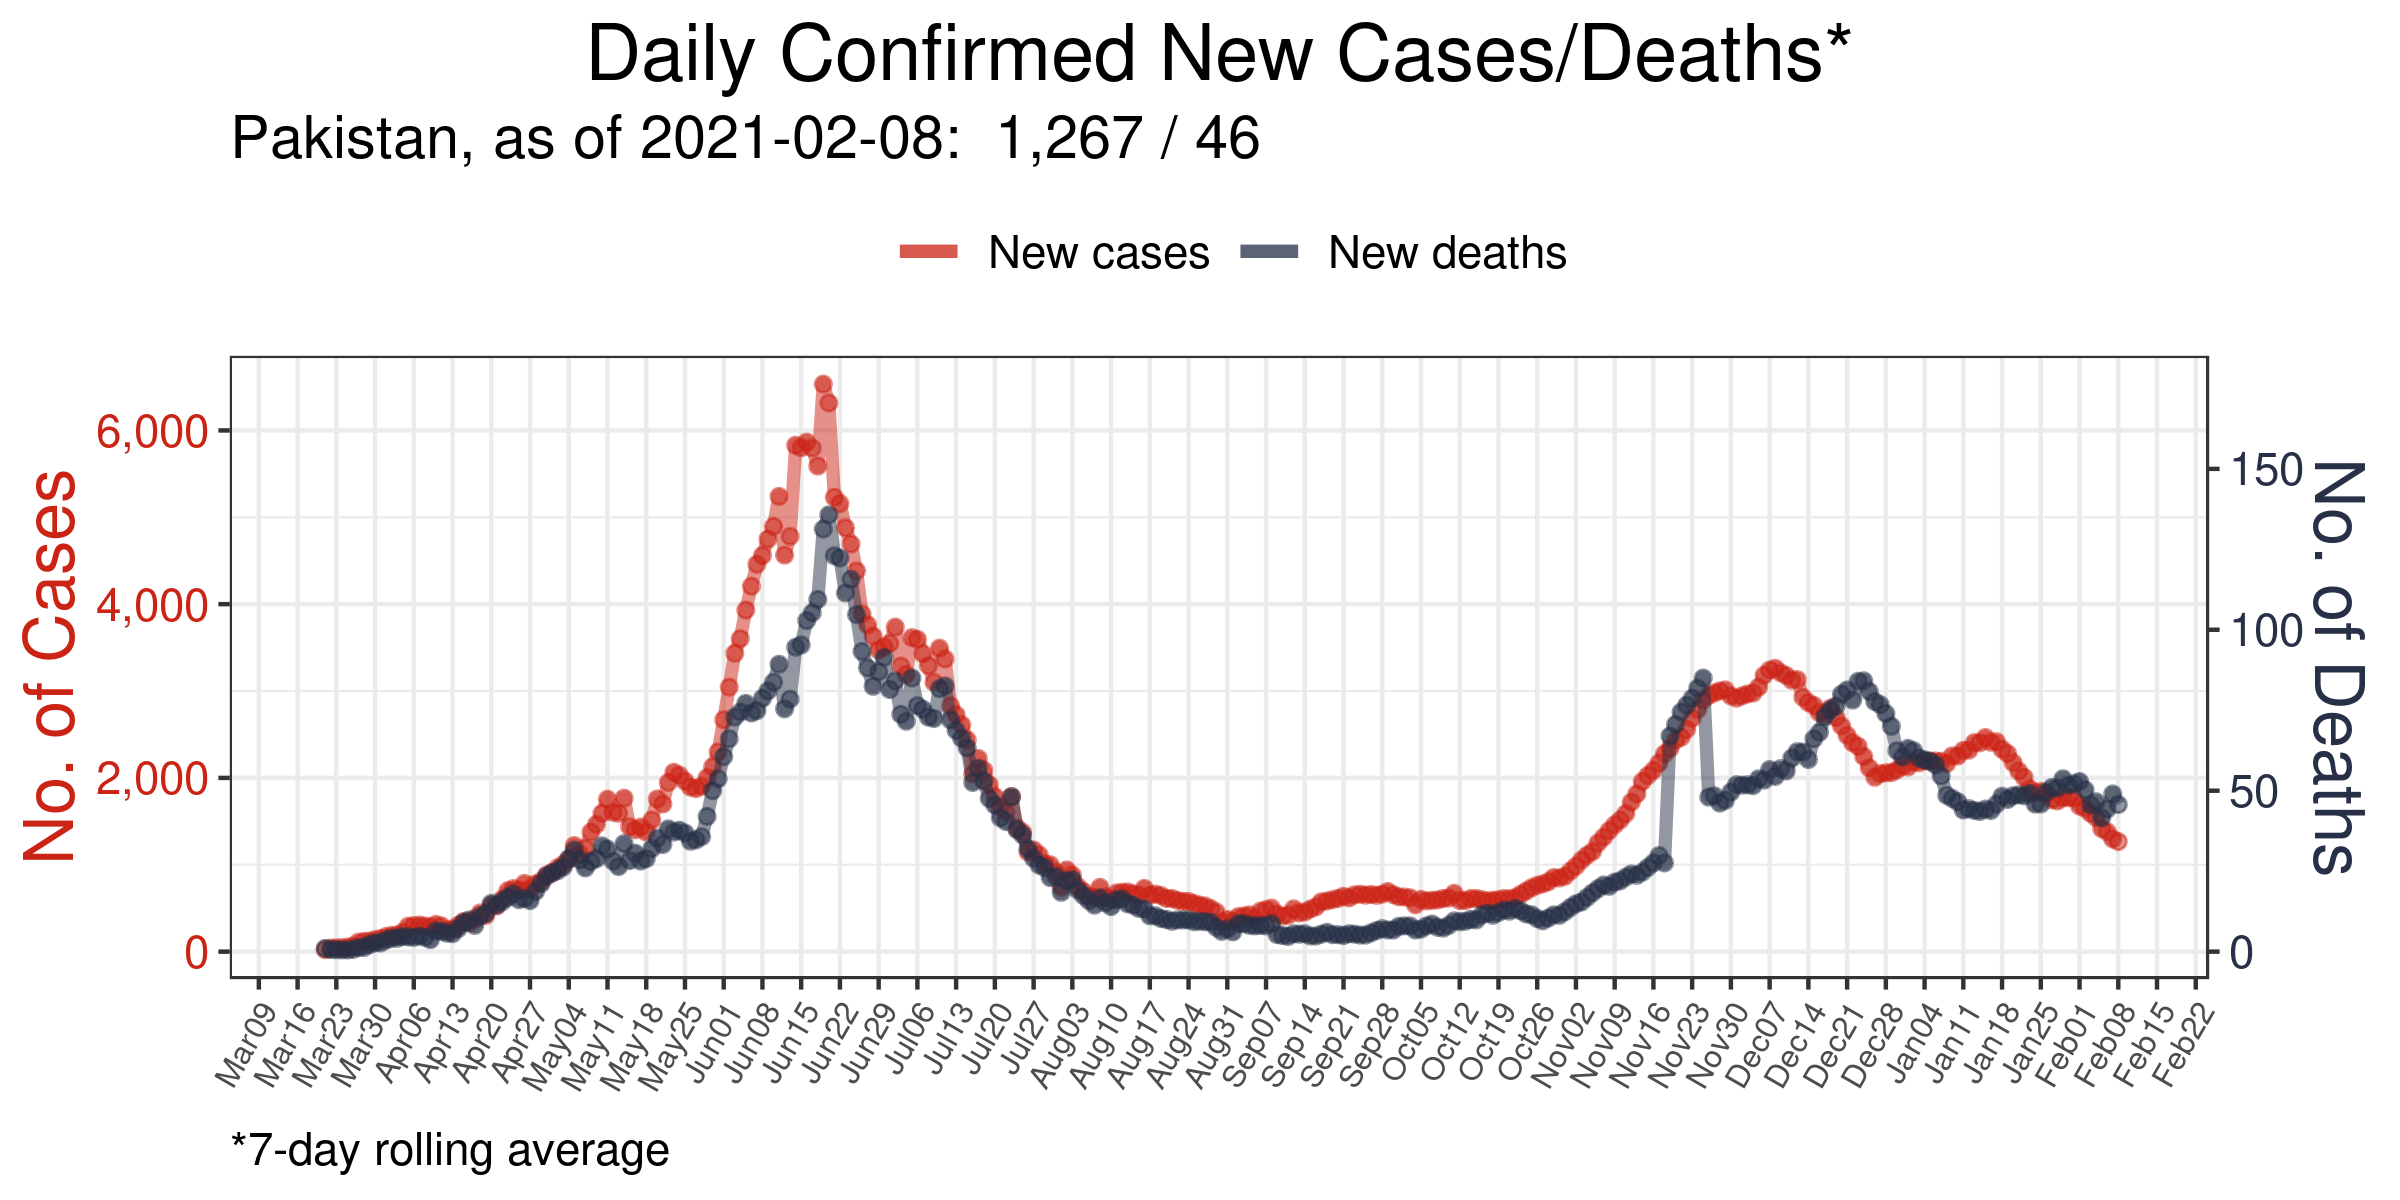 Daily Confirmed New Cases/Deaths*
Pakistan, as of 2021-02-08:  1,267 / 46
New cases
New deaths
No. of Cases
6,000
4,000
2,000
0
150
100
50
0
No. of Deaths
Mar09
Mar16
Mar23
Mar30
Apr06
Apr13
Apr20
Apr27
May04
May11
May18
May25
Jun01
Jun08
Jun15
Jun22
Jun29
Jul06
Jul13
Jul20
Jul27
Aug03
Aug10
Aug17
Aug24
Aug31
Sep07
Sep14
Sep21
Sep28
Oct05
Oct12
Oct19
Oct26
Nov02
Nov09
Nov16
Nov23
Nov30
Dec07
Dec14
Dec21
Dec28
Jan04
Jan11
Jan18
Jan25
Feb01
Feb08
Feb15
Feb22
*7-day rolling average